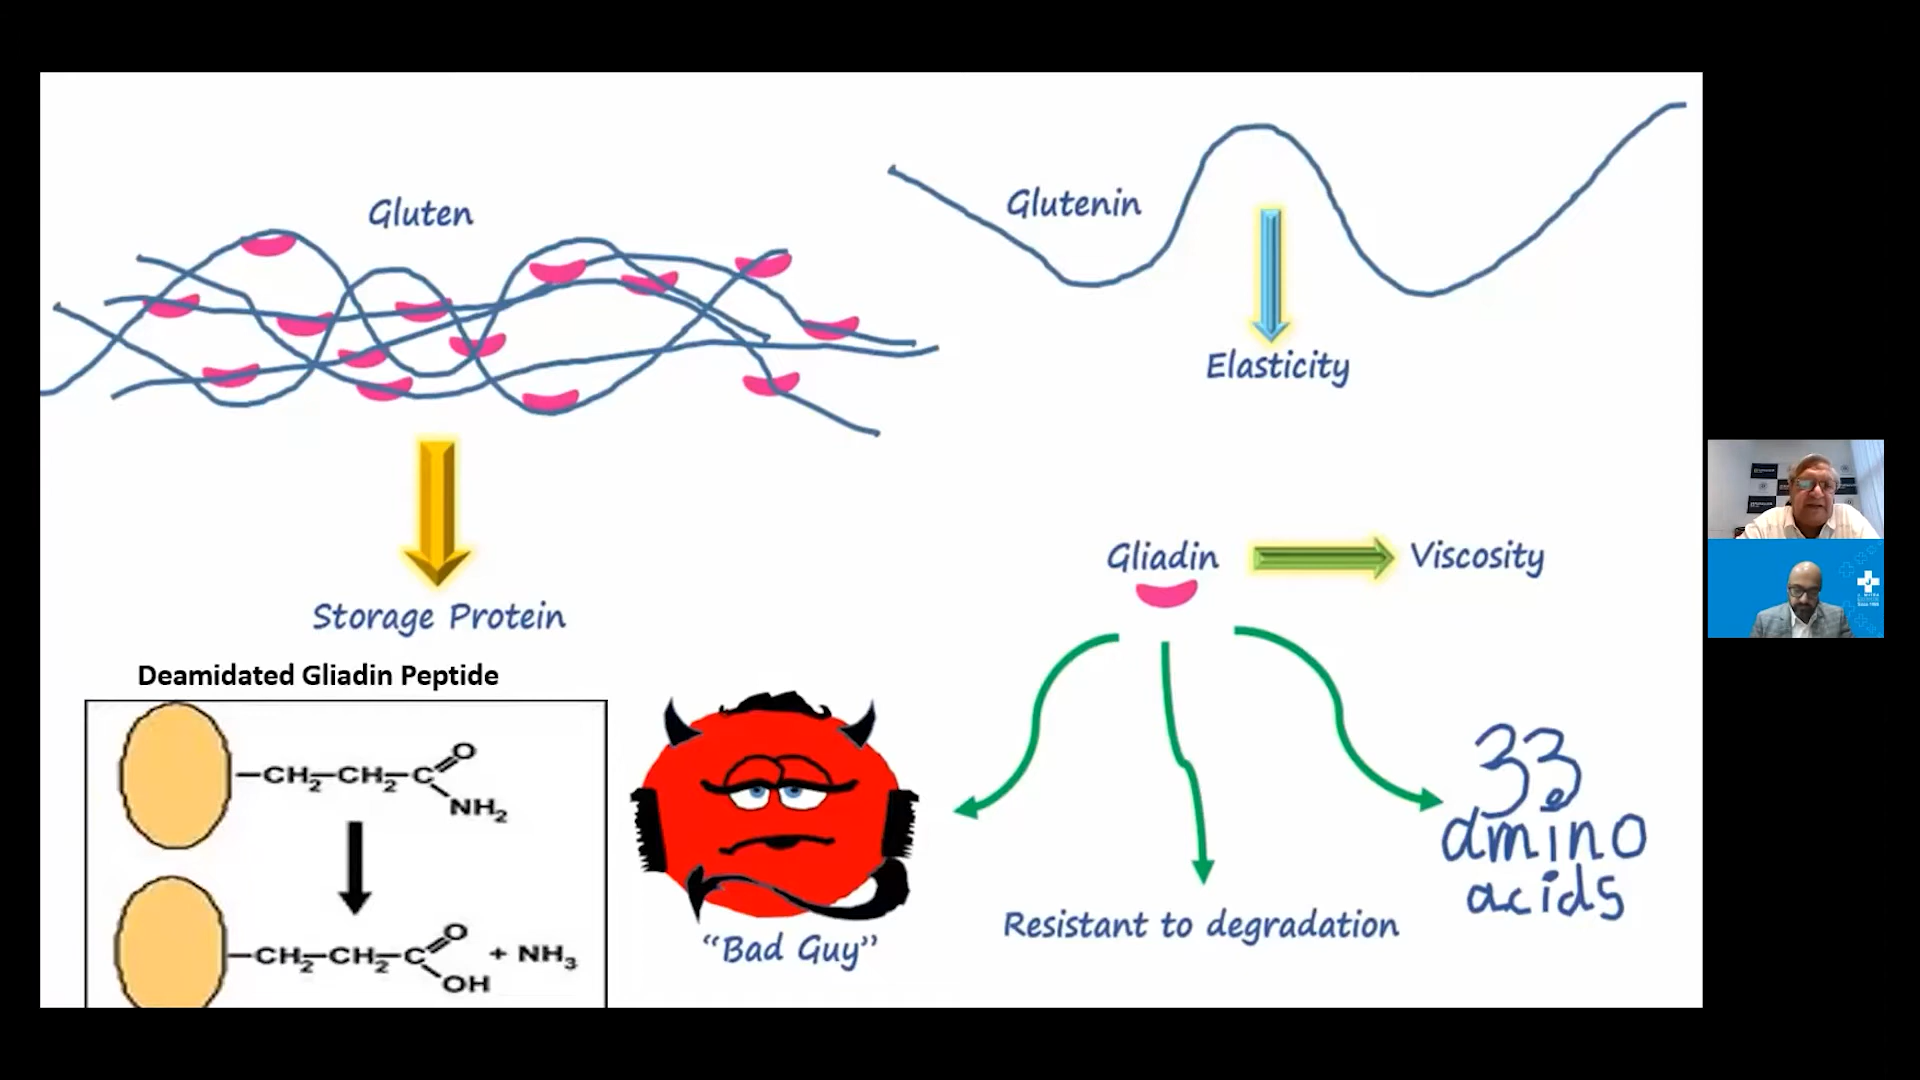 Gluten
Glutenin
Elasticity
Storage Protein
Gliadin
Viscosity
Deamidated Gliadin Peptide
CH2 CH2 C O
NH2
CH2 CH2 C O
OH
+ NH3
"Bad Guy"
Resistant to degradation
33
amino
acids